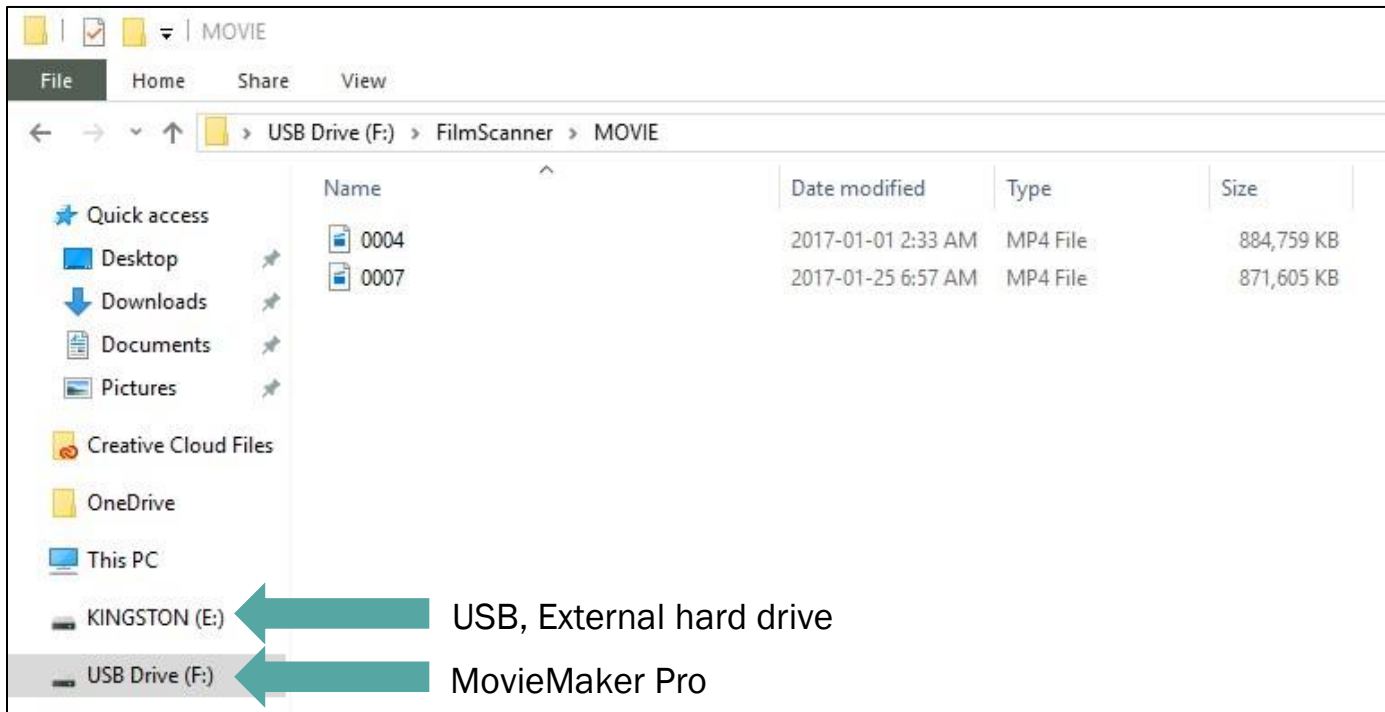 MOVIE
File Home Share View
USB Drive (F:) > FilmScanner > MOVIE
Name Date modified Type Size
Quick access
0004 2017-01-01 2:33 AM MP4 File 884,759 KB
Desktop
0007 2017-01-25 6:57 AM MP4 File 871,605 KB
Downloads
Documents
Pictures
Creative Cloud Files
OneDrive
This PC
KINGSTON (E:) USB, External hard drive
USB Drive (F:) MovieMaker Pro